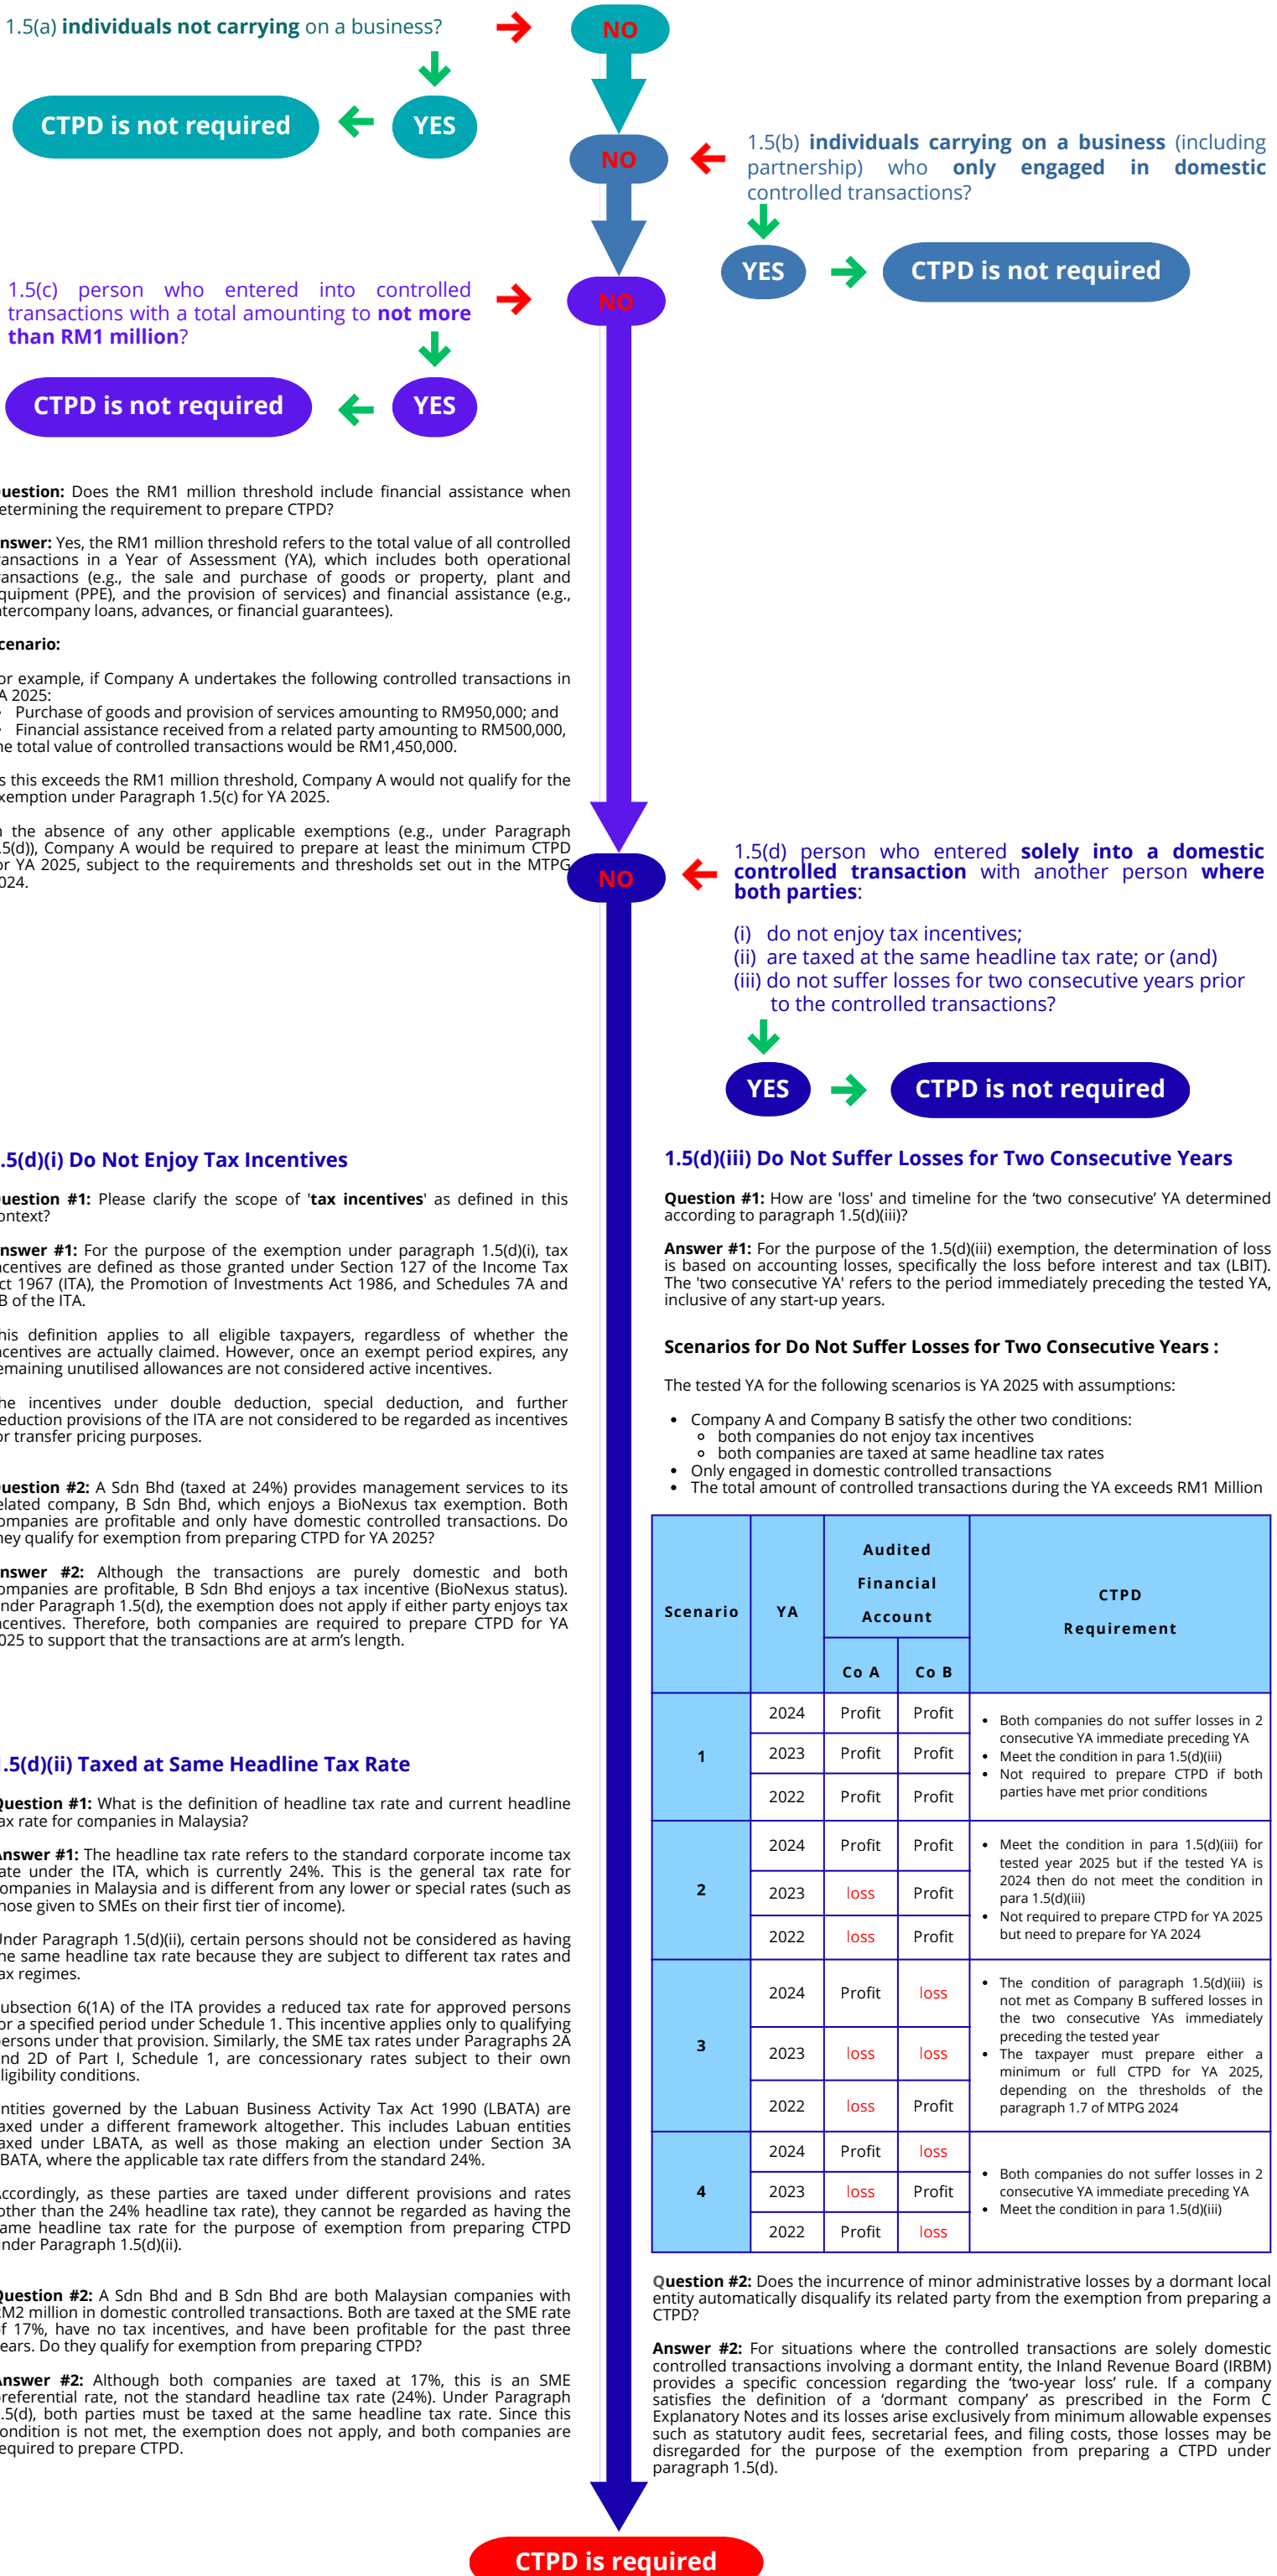 1.5(a) individuals not carrying on a business?
NO
CTPD is not required
YES
NO
1.5(b) individuals carrying on a business (including
partnership) who only engaged in domestic
controlled transactions?
YES
CTPD is not required
1.5(c) person who entered into controlled
transactions with a total amounting to not more
than RM1 million?
NO
CTPD is not required
YES
uestion: Does the RM1 million threshold include financial assistance when
etermining the requirement to prepare CTPD?
nswer: Yes, the RM1 million threshold refers to the total value of all controlled
ransactions in a Year of Assessment (YA), which includes both operational
ransactions (e.g., the sale and purchase of goods or property, plant and
quipment (PPE), and the provision of services) and financial assistance (e.g.,
ntercompany loans, advances, or financial guarantees).
cenario:
or example, if Company A undertakes the following controlled transactions in
A 2025:
• Purchase of goods and provision of services amounting to RM950,000; and
• Financial assistance received from a related party amounting to RM500,000,
he total value of controlled transactions would be RM1,450,000.
s this exceeds the RM1 million threshold, Company A would not qualify for the
xemption under Paragraph 1.5(c) for YA 2025.
n the absence of any other applicable exemptions (e.g., under Paragraph
.5(d)), Company A would be required to prepare at least the minimum CTPD
or YA 2025, subject to the requirements and thresholds set out in the MTPG
024.
NO
1.5(d) person who entered solely into a domestic
controlled transaction with another person where
both parties:
(i) do not enjoy tax incentives;
(ii) are taxed at the same headline tax rate; or (and)
(iii) do not suffer losses for two consecutive years prior
to the controlled transactions?
YES
CTPD is not required
.5(d)(i) Do Not Enjoy Tax Incentives
uestion #1: Please clarify the scope of 'tax incentives' as defined in this
ontext?
nswer #1: For the purpose of the exemption under paragraph 1.5(d)(i), tax
ncentives are defined as those granted under Section 127 of the Income Tax
ct 1967 (ITA), the Promotion of Investments Act 1986, and Schedules 7A and
B of the ITA.
his definition applies to all eligible taxpayers, regardless of whether the
ncentives are actually claimed. However, once an exempt period expires, any
emaining unutilised allowances are not considered active incentives.
he incentives under double deduction, special deduction, and further
eduction provisions of the ITA are not considered to be regarded as incentives
or transfer pricing purposes.
uestion #2: A Sdn Bhd (taxed at 24%) provides management services to its
elated company, B Sdn Bhd, which enjoys a BioNexus tax exemption. Both
ompanies are profitable and only have domestic controlled transactions. Do
hey qualify for exemption from preparing CTPD for YA 2025?
nswer #2: Although the transactions are purely domestic and both
ompanies are profitable, B Sdn Bhd enjoys a tax incentive (BioNexus status).
nder Paragraph 1.5(d), the exemption does not apply if either party enjoys tax
ncentives. Therefore, both companies are required to prepare CTPD for YA
025 to support that the transactions are at arm's length.
.5(d)(ii) Taxed at Same Headline Tax Rate
Question #1: What is the definition of headline tax rate and current headline
ax rate for companies in Malaysia?
Answer #1: The headline tax rate refers to the standard corporate income tax
ate under the ITA, which is currently 24%. This is the general tax rate for
ompanies in Malaysia and is different from any lower or special rates (such as
hose given to SMEs on their first tier of income).
Under Paragraph 1.5(d)(ii), certain persons should not be considered as having
he same headline tax rate because they are subject to different tax rates and
ax regimes.
ubsection 6(1A) of the ITA provides a reduced tax rate for approved persons
or a specified period under Schedule 1. This incentive applies only to qualifying
ersons under that provision. Similarly, the SME tax rates under Paragraphs 2A
nd 2D of Part I, Schedule 1, are concessionary rates subject to their own
ligibility conditions.
ntities governed by the Labuan Business Activity Tax Act 1990 (LBATA) are
axed under a different framework altogether. This includes Labuan entities
axed under LBATA, as well as those making an election under Section 3A
BATA, where the applicable tax rate differs from the standard 24%.
ccordingly, as these parties are taxed under different provisions and rates
other than the 24% headline tax rate), they cannot be regarded as having the
ame headline tax rate for the purpose of exemption from preparing CTPD
nder Paragraph 1.5(d)(ii).
Question #2: A Sdn Bhd and B Sdn Bhd are both Malaysian companies with
RM2 million in domestic controlled transactions. Both are taxed at the SME rate
f 17%, have no tax incentives, and have been profitable for the past three
ears. Do they qualify for exemption from preparing CTPD?
Answer #2: Although both companies are taxed at 17%, this is an SME
referential rate, not the standard headline tax rate (24%). Under Paragraph
.5(d), both parties must be taxed at the same headline tax rate. Since this
ondition is not met, the exemption does not apply, and both companies are
equired to prepare CTPD.
1.5(d)(iii) Do Not Suffer Losses for Two Consecutive Years
Question #1: How are 'loss' and timeline for the 'two consecutive' YA determined
according to paragraph 1.5(d)(iii)?
Answer #1: For the purpose of the 1.5(d)(iii) exemption, the determination of loss
is based on accounting losses, specifically the loss before interest and tax (LBIT).
The 'two consecutive YA' refers to the period immediately preceding the tested YA,
inclusive of any start-up years.
Scenarios for Do Not Suffer Losses for Two Consecutive Years :
The tested YA for the following scenarios is YA 2025 with assumptions:
• Company A and Company B satisfy the other two conditions:
o both companies do not enjoy tax incentives
o both companies are taxed at same headline tax rates
• Only engaged in domestic controlled transactions
• The total amount of controlled transactions during the YA exceeds RM1 Million
Scenario
YA
Audited
Financial
Account
CTPD
Requirement
Co A
Co B
1
2024 Profit Profit
2023 Profit Profit
2022 Profit Profit
• Both companies do not suffer losses in 2
consecutive YA immediate preceding YA
• Meet the condition in para 1.5(d)(iii)
• Not required to prepare CTPD if both
parties have met prior conditions
2
2024 Profit Profit
2023 loss Profit
2022 loss Profit
• Meet the condition in para 1.5(d)(iii) for
tested year 2025 but if the tested YA is
2024 then do not meet the condition in
para 1.5(d)(iii)
• Not required to prepare CTPD for YA 2025
but need to prepare for YA 2024
3
2024 Profit loss
2023 loss loss
2022 loss Profit
• The condition of paragraph 1.5(d)(iii) is
not met as Company B suffered losses in
the two consecutive YAs immediately
preceding the tested year
• The taxpayer must prepare either a
minimum or full CTPD for YA 2025,
depending on the thresholds of the
paragraph 1.7 of MTPG 2024
4
2024 Profit loss
2023 loss Profit
2022 Profit loss
• Both companies do not suffer losses in 2
consecutive YA immediate preceding YA
• Meet the condition in para 1.5(d)(iii)
Question #2: Does the incurrence of minor administrative losses by a dormant local
entity automatically disqualify its related party from the exemption from preparing a
CTPD?
Answer #2: For situations where the controlled transactions are solely domestic
controlled transactions involving a dormant entity, the Inland Revenue Board (IRBM)
provides a specific concession regarding the 'two-year loss' rule. If a company
satisfies the definition of a 'dormant company' as prescribed in the Form C
Explanatory Notes and its losses arise exclusively from minimum allowable expenses
such as statutory audit fees, secretarial fees, and filing costs, those losses may be
disregarded for the purpose of the exemption from preparing a CTPD under
paragraph 1.5(d).
CTPD is required